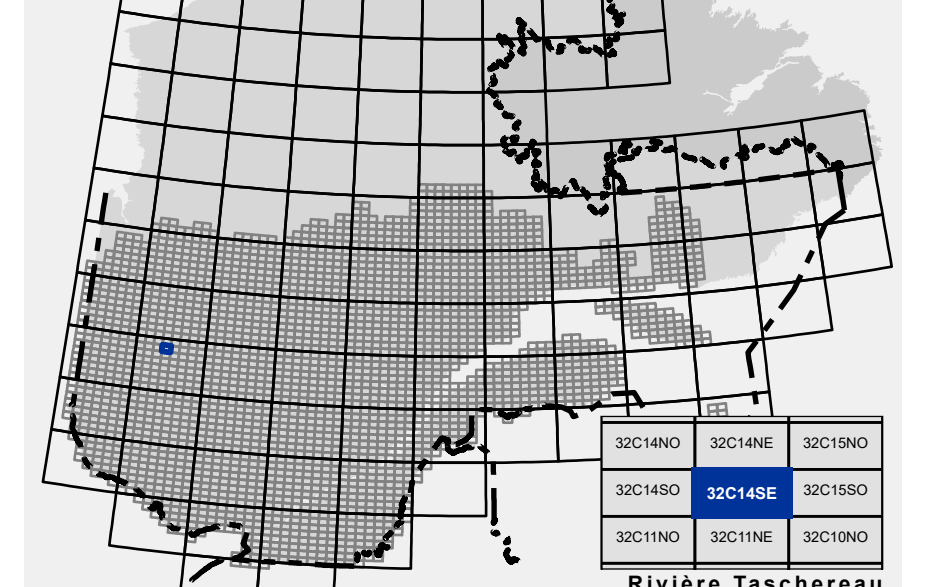 32C14NO 32C14NE 32C15NO
32C14SO 32C14SE 32C15SO
32C11NO 32C11NE 32C10NO
Rivière Taschereau